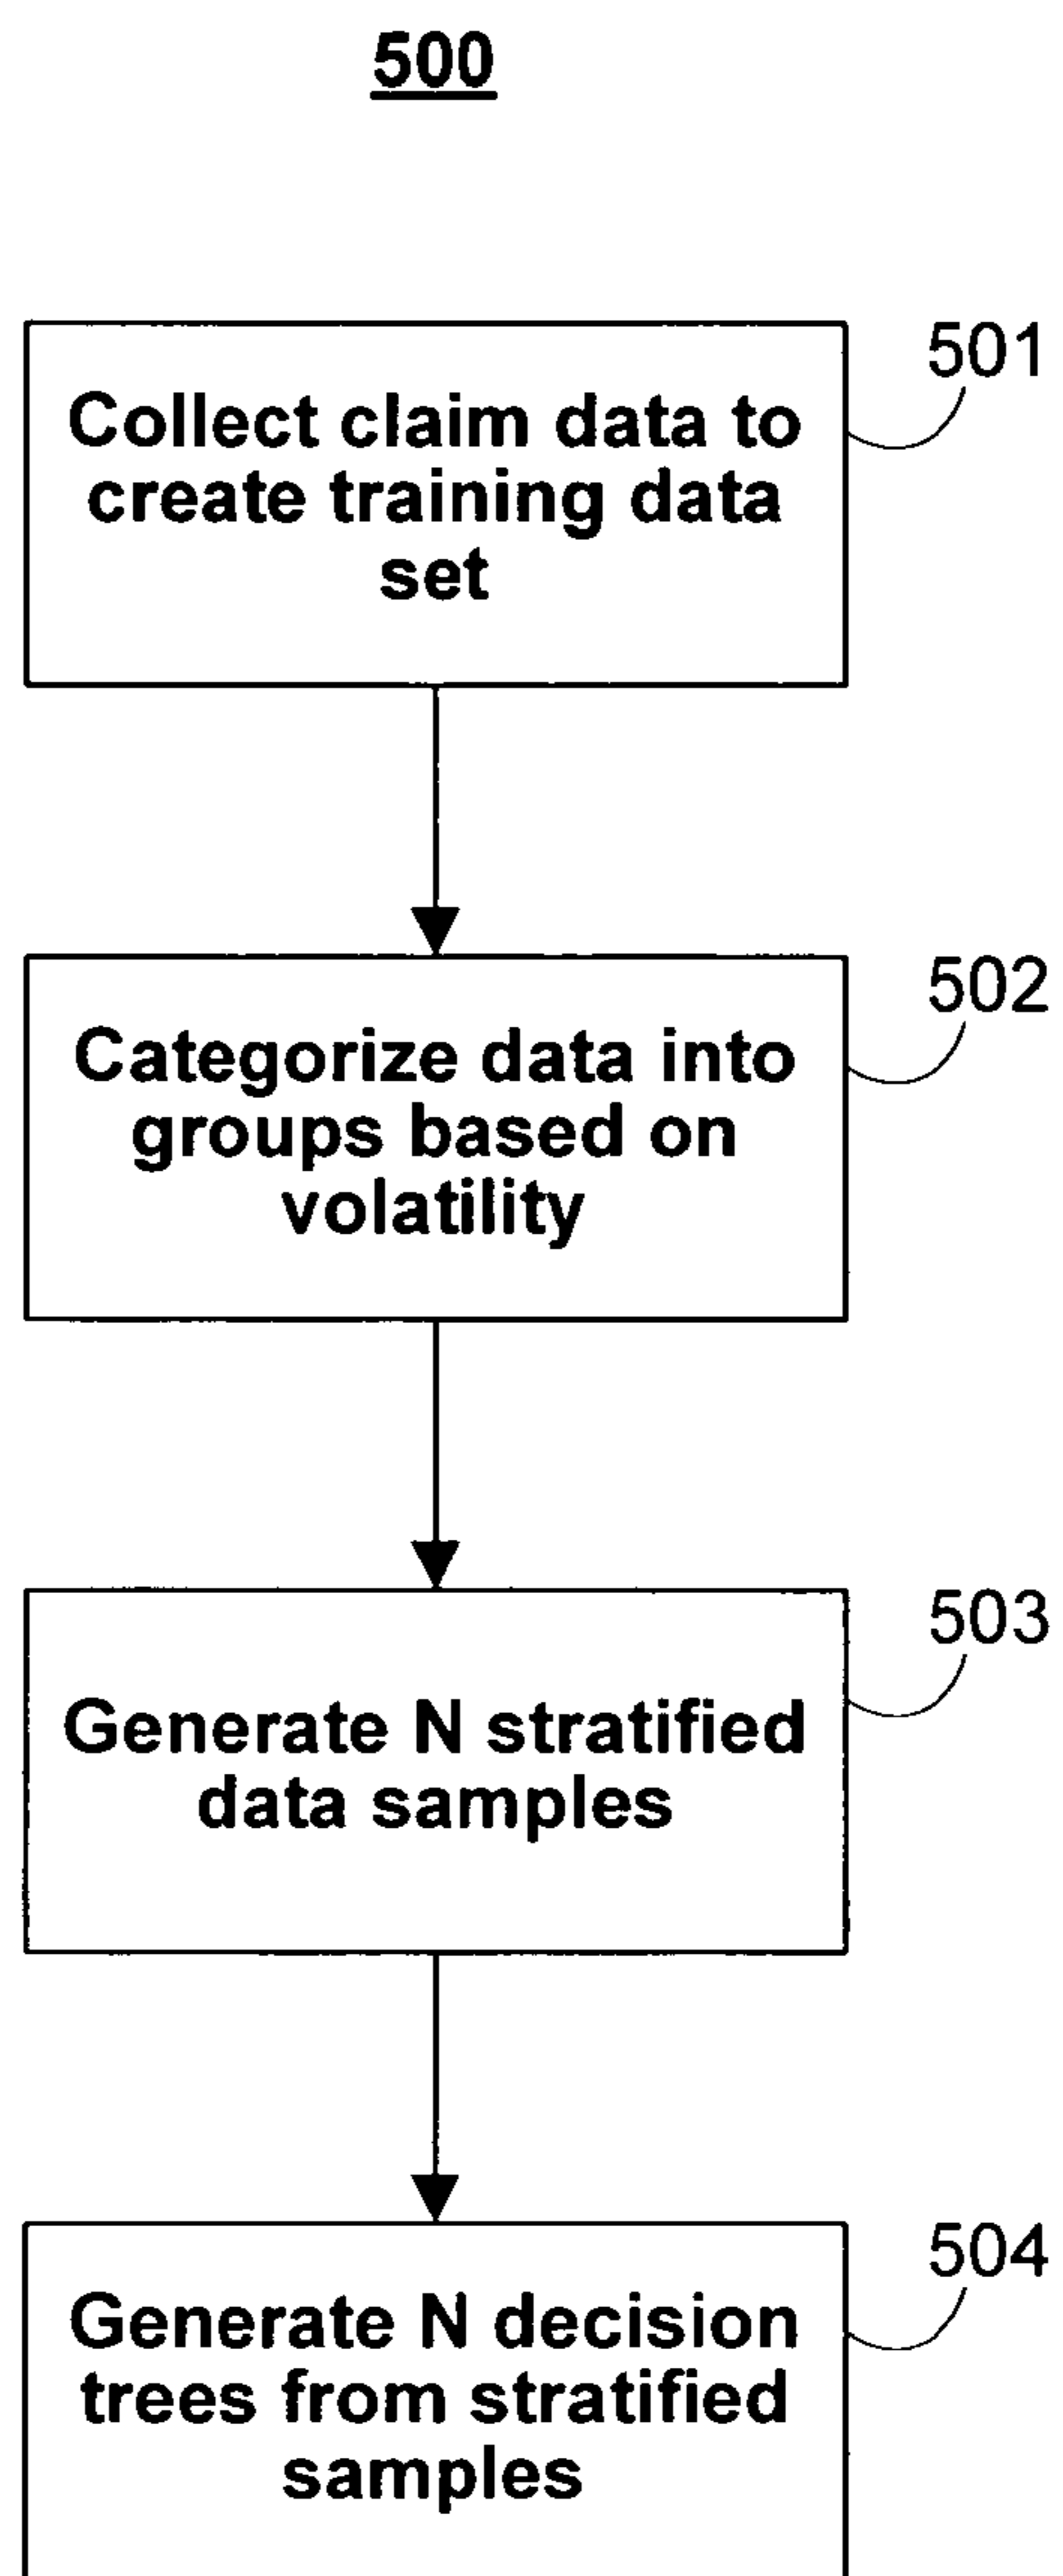 500
501
Collect claim data to
create training data
set
502
Categorize data into
groups based on
volatility
503
Generate N stratified
data samples
504
Generate N decision
trees from stratified
samples